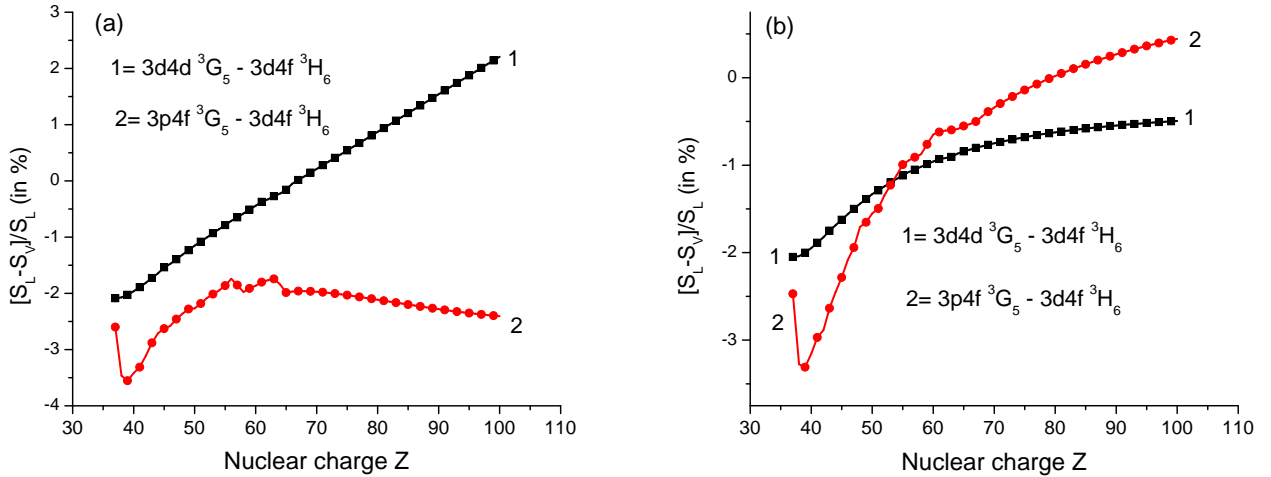 (a)
1= 3d4d ³G₅ - 3d4f ³H₆
2= 3p4f ³G₅ - 3d4f ³H₆
1
2
[S_L-S_V]/S_L (in %)
3
2
1
0
-1
-2
-3
-4
30 40 50 60 70 80 90 100 110
Nuclear charge Z
(b)
2
1
1
2
1= 3d4d ³G₅ - 3d4f ³H₆
2= 3p4f ³G₅ - 3d4f ³H₆
[S_L-S_V]/S_L (in %)
0
-1
-2
-3
30 40 50 60 70 80 90 100 110
Nuclear charge Z